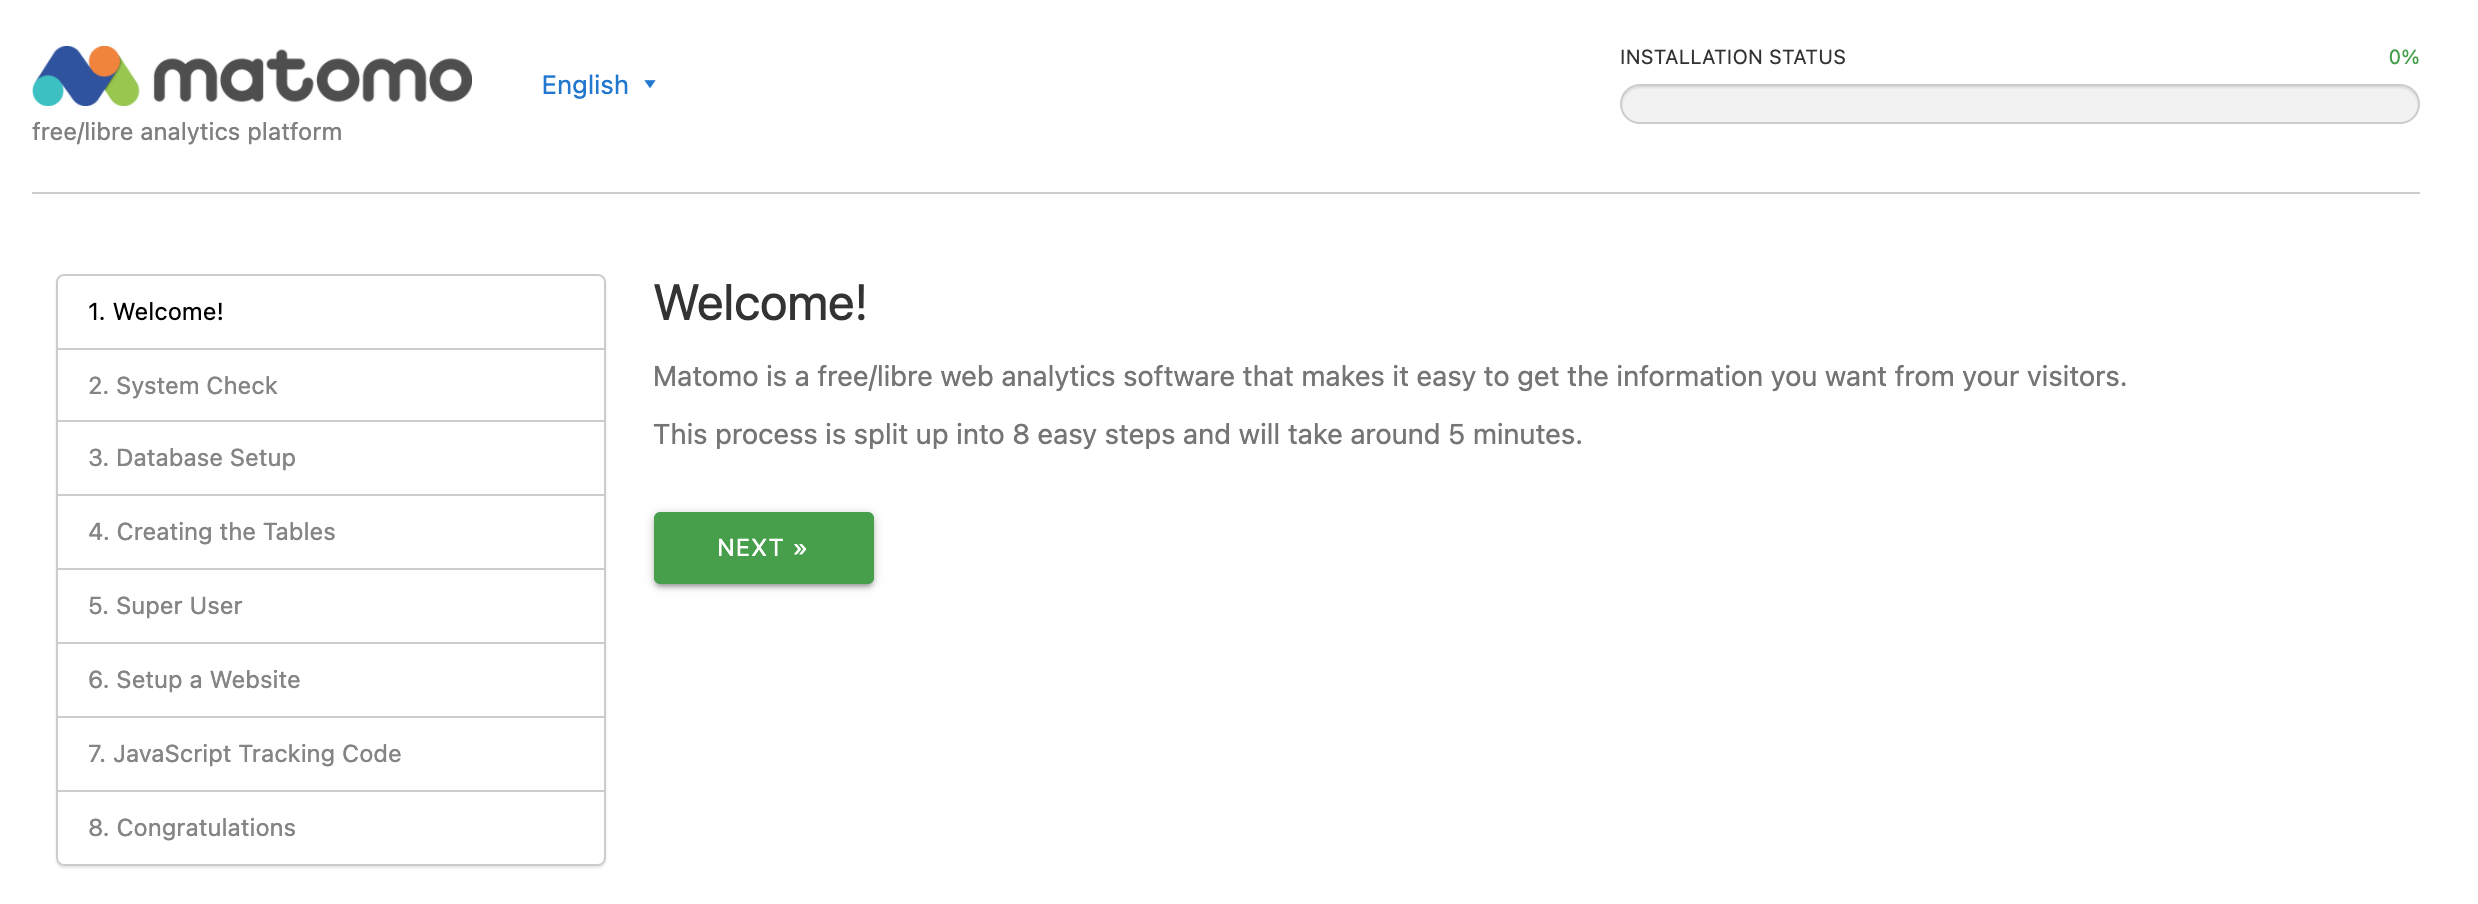 matomo
free/libre analytics platform
English
INSTALLATION STATUS
0%
1. Welcome!
2. System Check
3. Database Setup
4. Creating the Tables
5. Super User
6. Setup a Website
7. JavaScript Tracking Code
8. Congratulations
Welcome!
Matomo is a free/libre web analytics software that makes it easy to get the information you want from your visitors.
This process is split up into 8 easy steps and will take around 5 minutes.
NEXT »